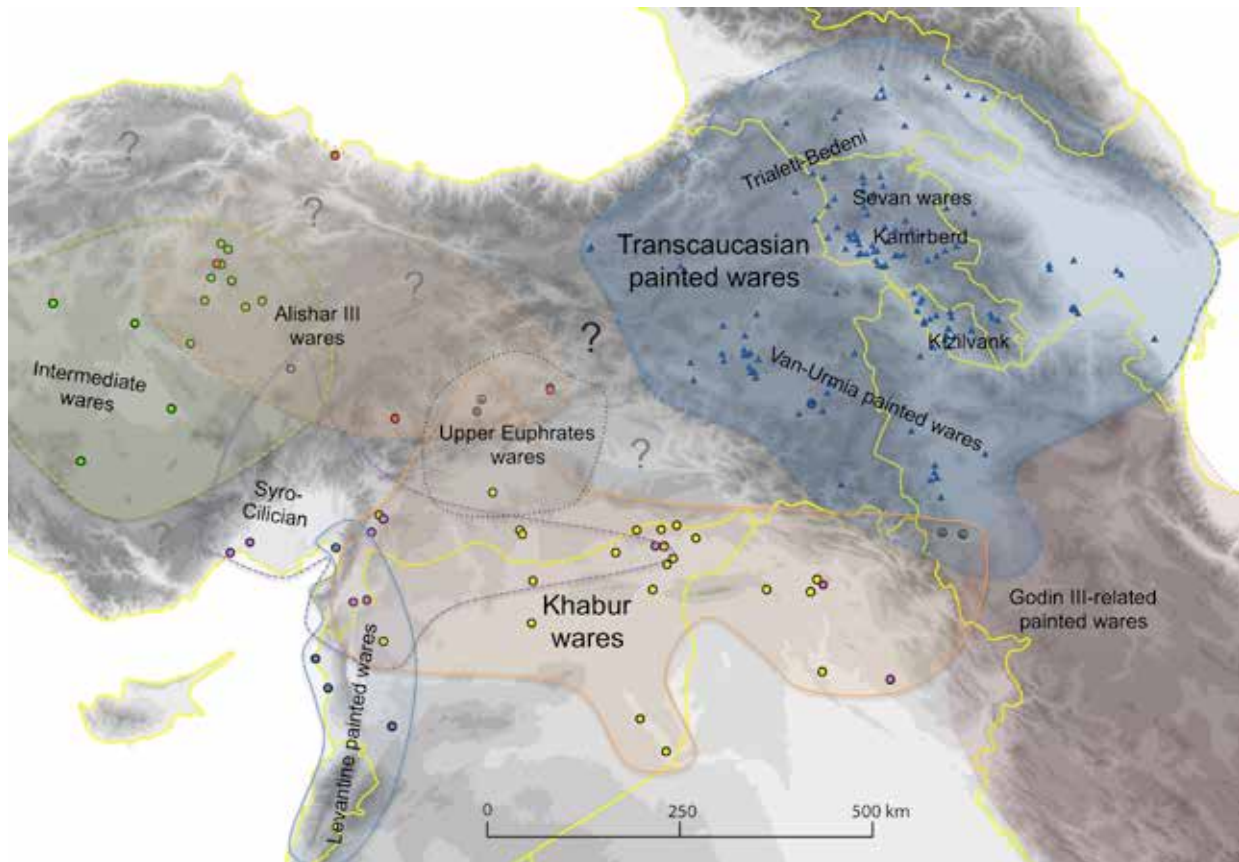 ?
?
?
Trialeti-Bedeni
Sevan wares
Kamirberd
Transcaucasian
painted wares
Alishar III
wares
?
Kizilvank
Intermediate
wares
Van-Urmia painted wares
Upper Euphrates
wares
?
Syro-
Cilician
?
Khabur
wares
Godin III-related
painted wares
Levantine painted wares
0
250
500 km